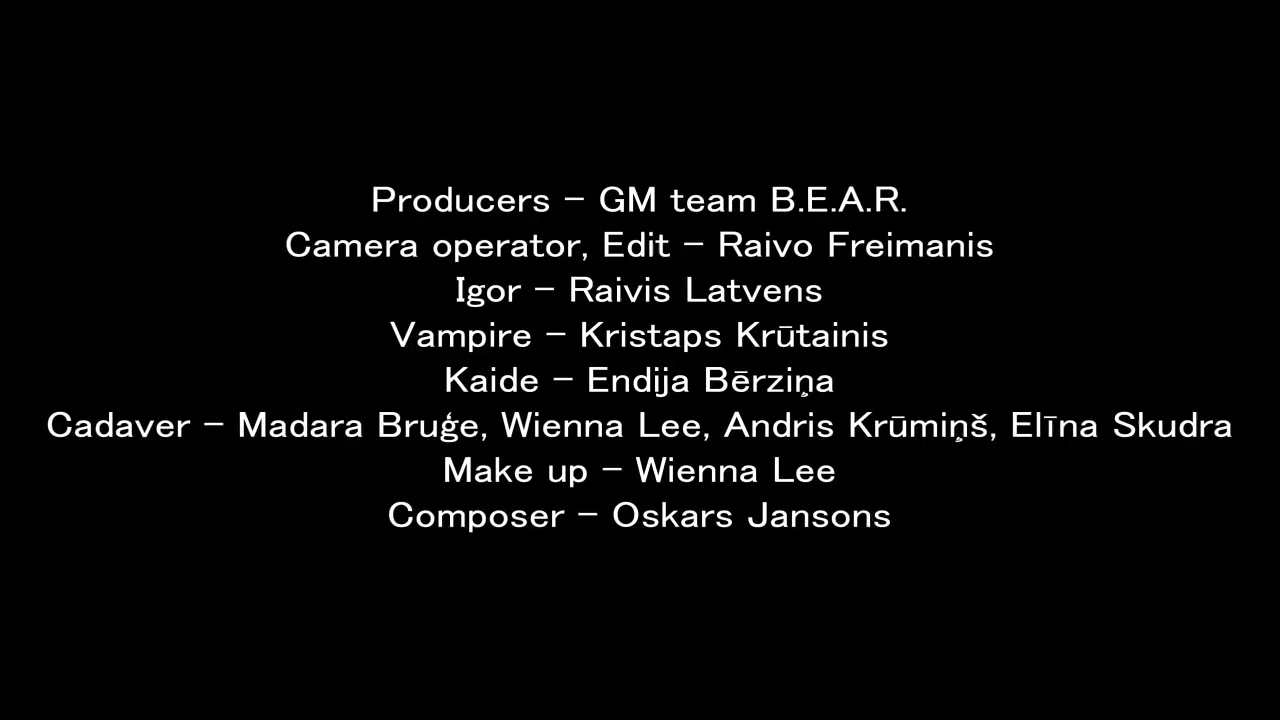 Producers – GM team B.E.A.R.
Camera operator, Edit – Raivo Freimanis
Igor – Raivis Latvens
Vampire – Kristaps Krūtainis
Kaide – Endija Bērziņa
Cadaver – Madara Bruģe, Wienna Lee, Andris Krūmiņš, Elīna Skudra
Make up – Wienna Lee
Composer – Oskars Jansons